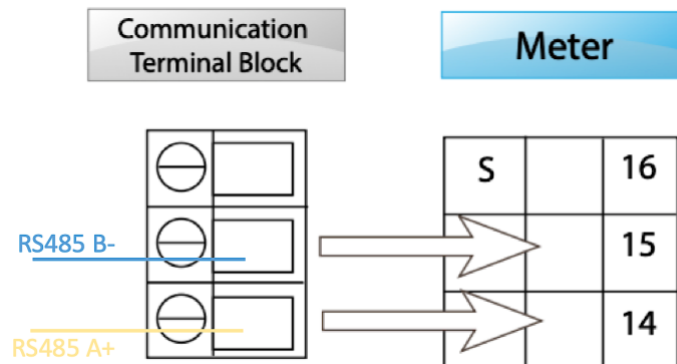 Communication
Terminal Block
Meter
S 16
RS485 B-
15
14
RS485 A+